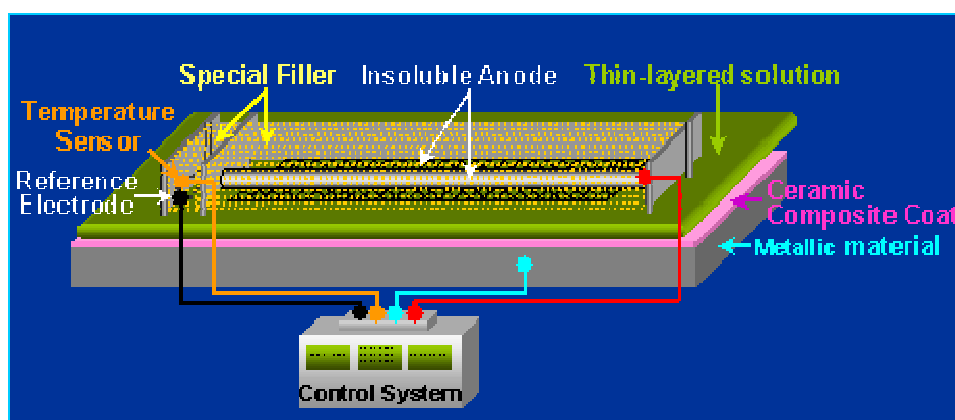 Special Filler
Insoluble Anode
Thin-layered solution
Temperature
Sensor
Reference
Electrode
Ceramic
Composite Coat
Metallic material
Control System